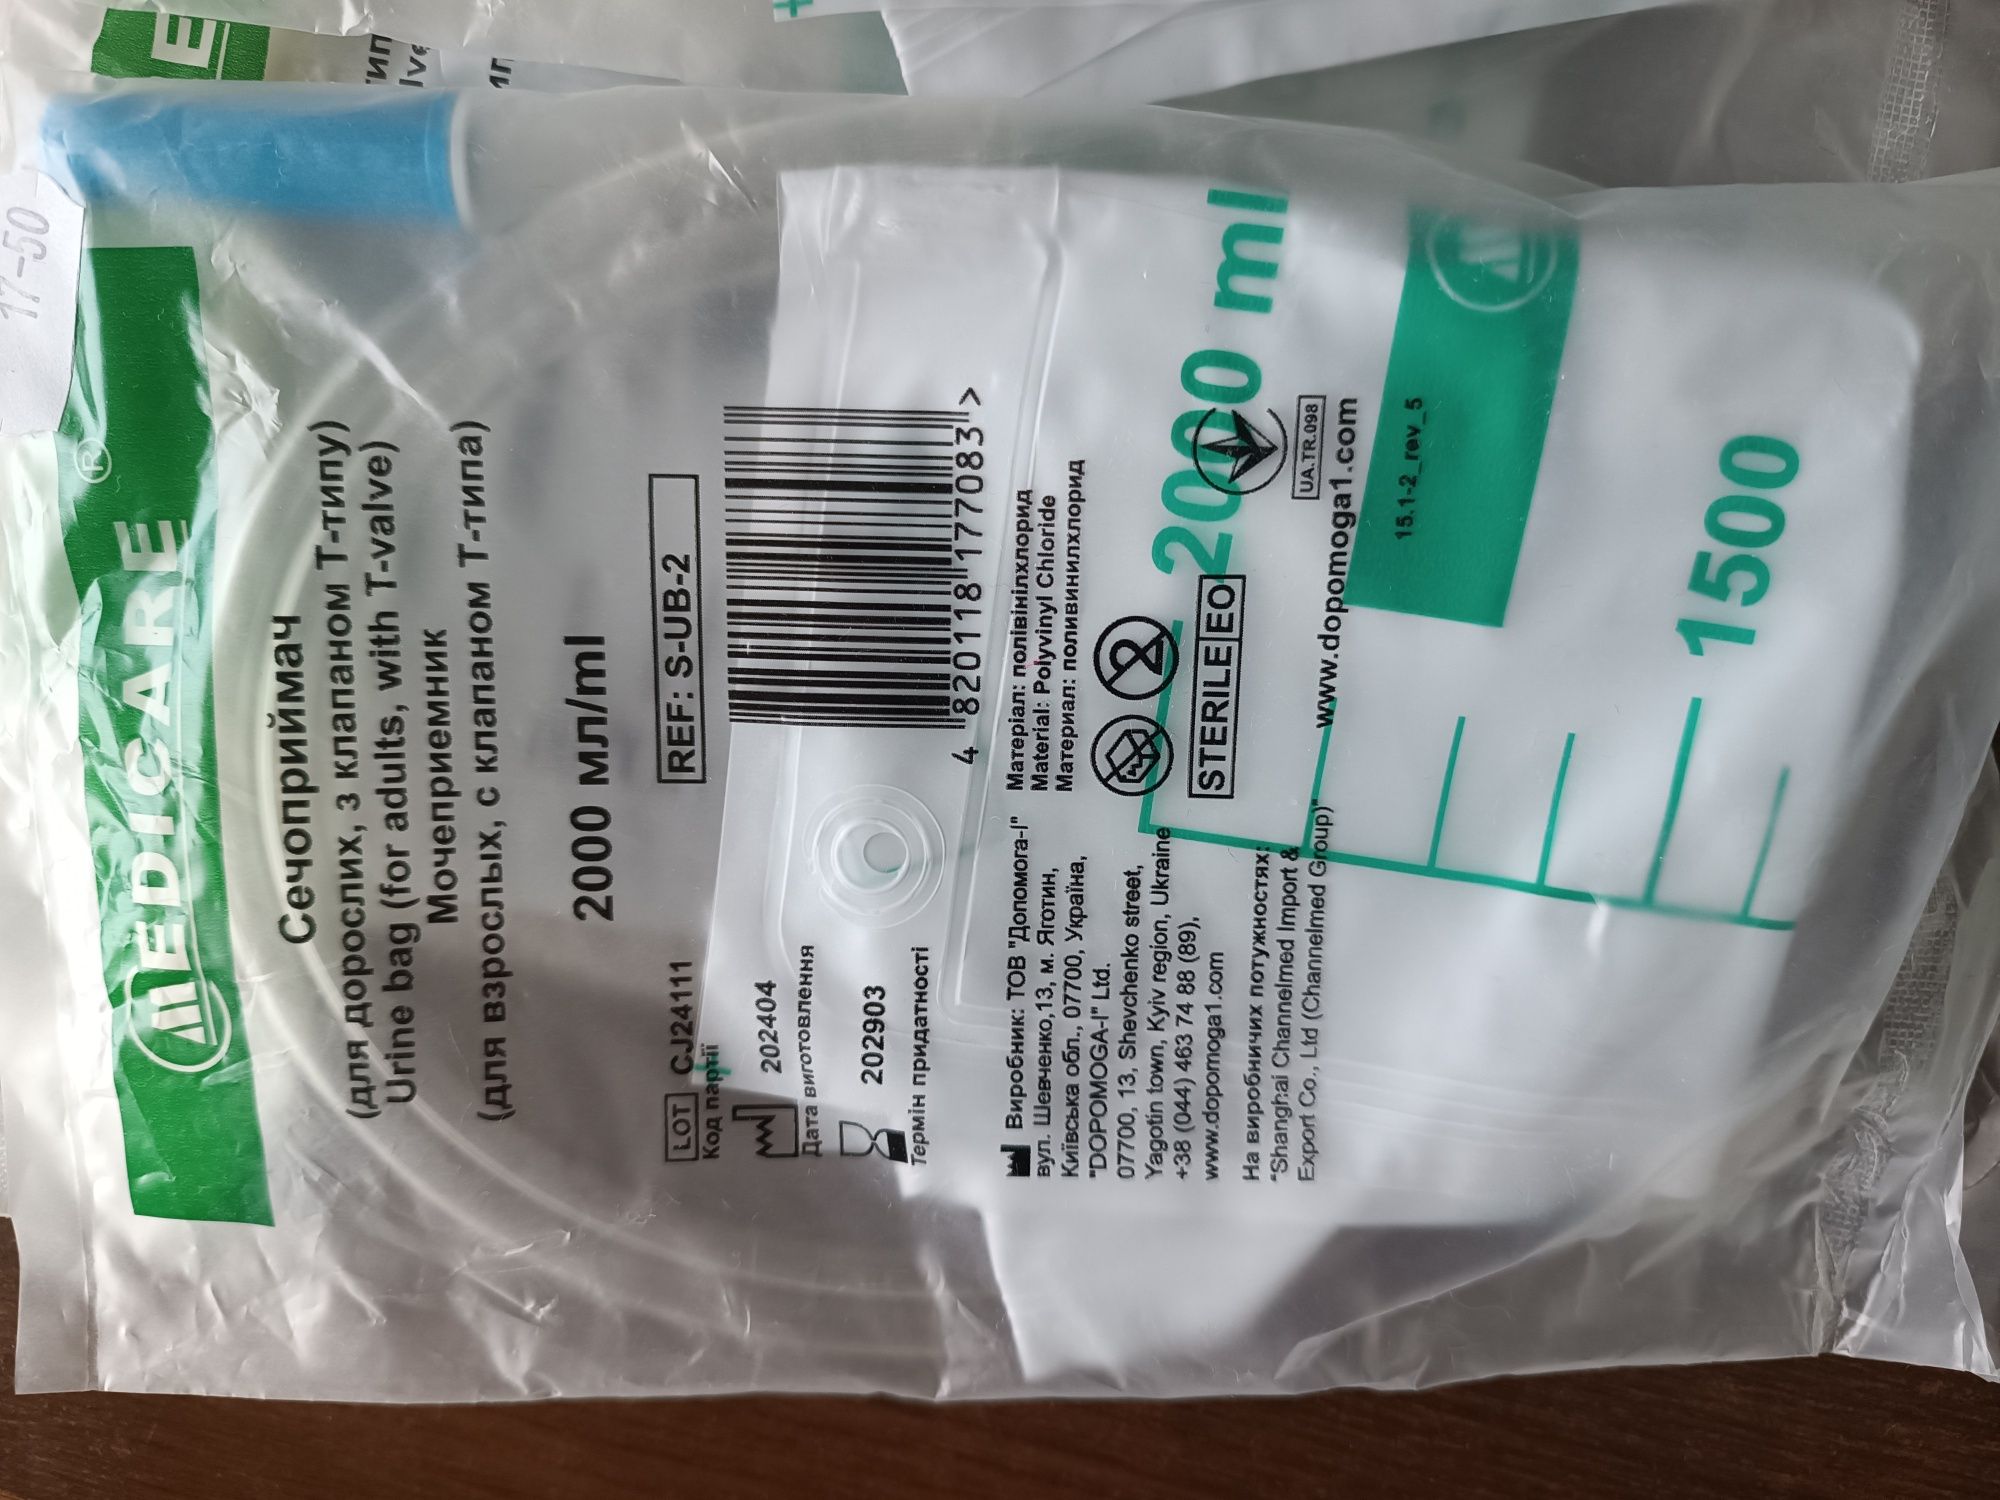 17-50
MEDICARE®
Сечоприймач
(для дорослих, з клапаном Т-типу)
Urine bag (for adults, with T-valve)
Мочеприемник
(для взрослых, с клапаном Т-типа)
2000 мл/ml
REF: S-UB-2
LOT CJ24111
Код партії
202404
Дата виготовлення
202903
Термін придатності
4 820118 177083 >
Виробник: ТОВ "Допомога-І"
вул. Шевченко,13, м. Яготин,
Київська обл., 07700, Україна,
"DOPOMOGA-I" Ltd.
07700, 13, Shevchenko street,
Yagotin town, Kyiv region, Ukraine
+38 (044) 463 74 88 (89),
www.dopomoga1.com
На виробничих потужностях:
"Shanghai Channelmed Import &
Export Co., Ltd (Channelmed Group)"
Матеріал: полівінілхлорид
Material: Polyvinyl Chloride
Материал: поливинилхлорид
2
STERILE EO
UA.TR.098
www.dopomoga1.com
15.1-2_rev_5
2000 ml
1500